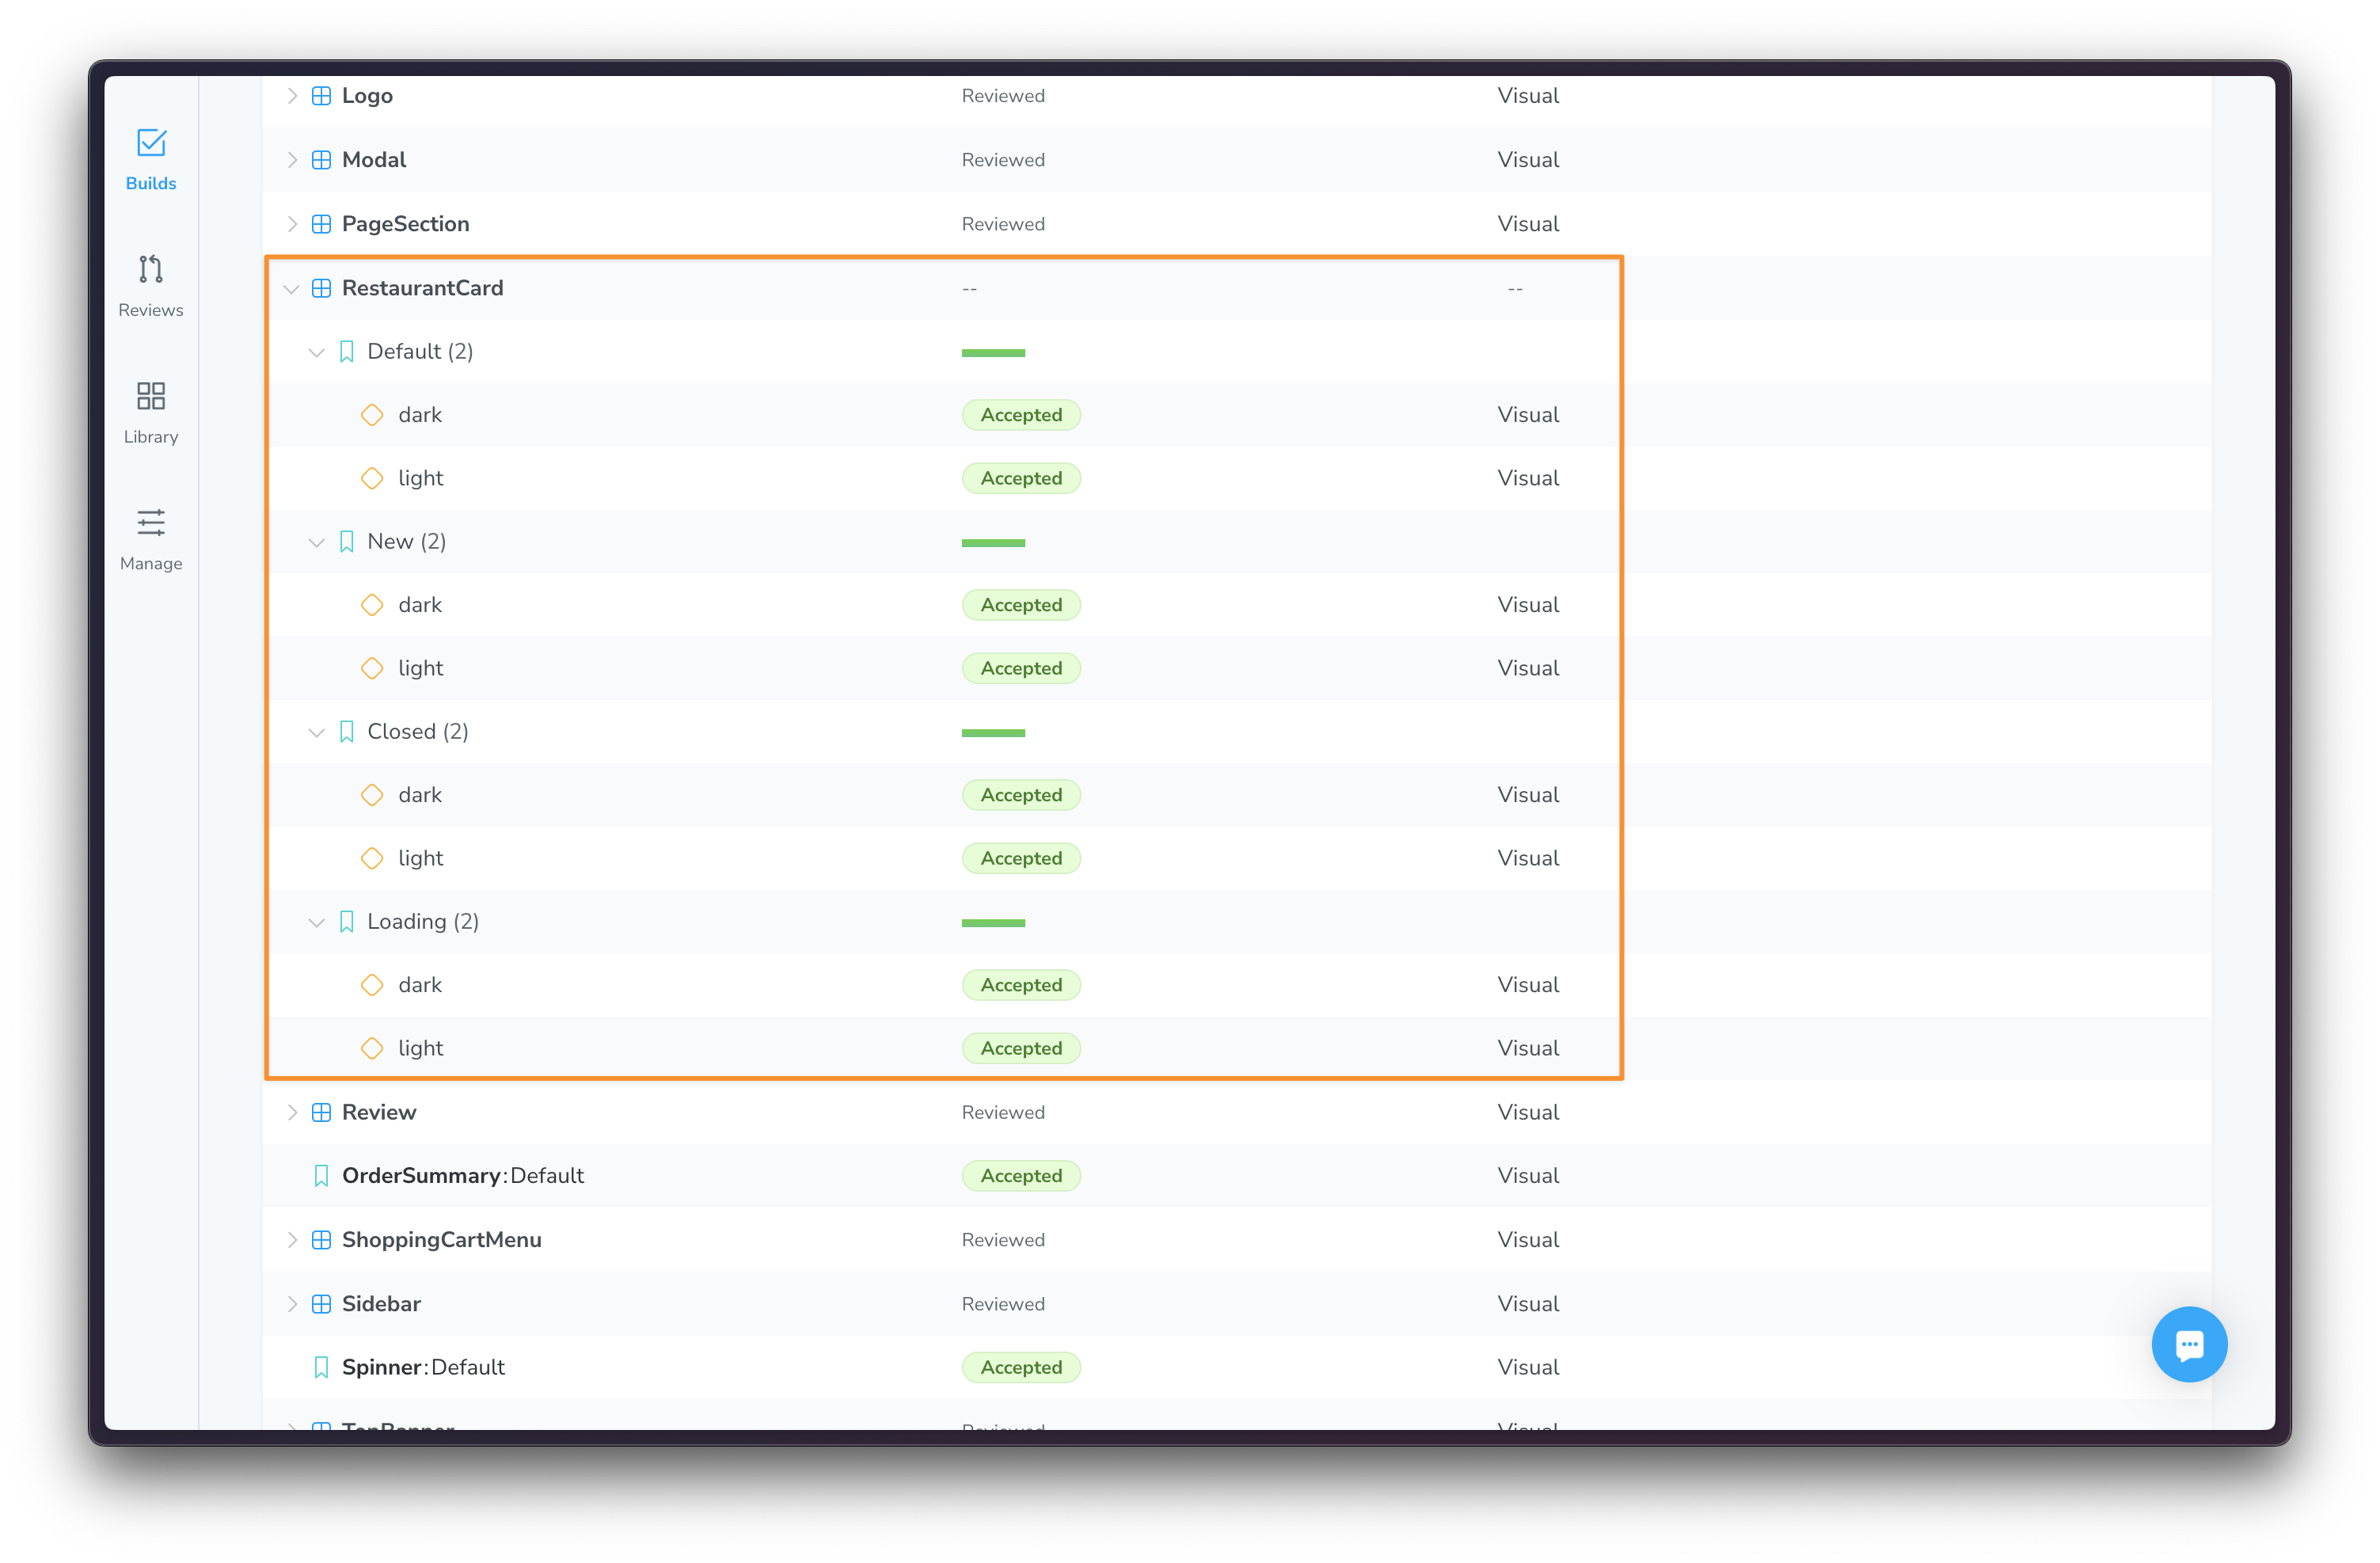 Builds
Reviews
Library
Manage
Logo Reviewed Visual
Modal Reviewed Visual
PageSection Reviewed Visual
RestaurantCard -- --
Default (2)
dark Accepted Visual
light Accepted Visual
New (2)
dark Accepted Visual
light Accepted Visual
Closed (2)
dark Accepted Visual
light Accepted Visual
Loading (2)
dark Accepted Visual
light Accepted Visual
Review Reviewed Visual
OrderSummary:Default Accepted Visual
ShoppingCartMenu Reviewed Visual
Sidebar Reviewed Visual
Spinner:Default Accepted Visual
TopBanner Reviewed Visual